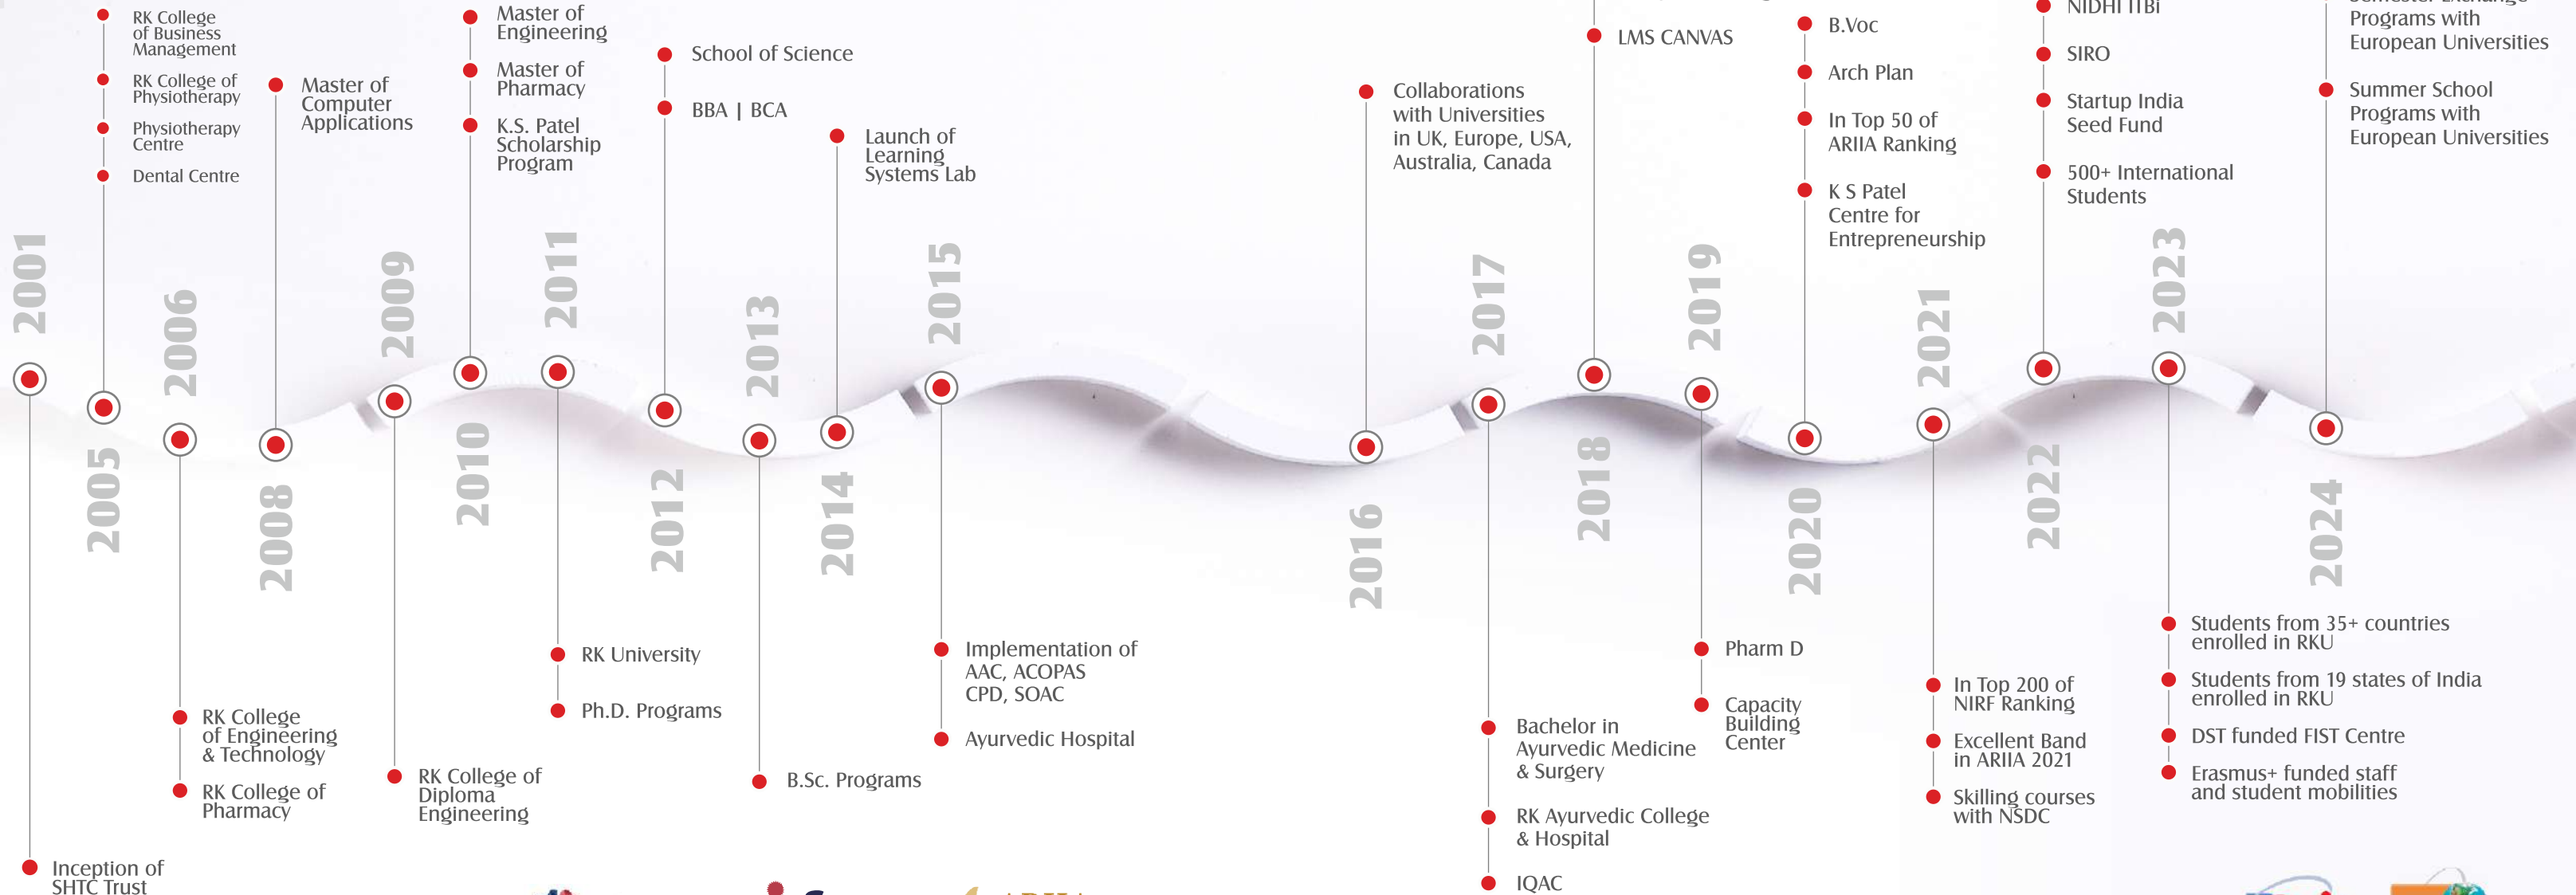 2001
Inception of
SHTC Trust
RK College
of Business
Management
RK College of
Physiotherapy
Physiotherapy
Centre
Dental Centre
2005
2006
RK College
of Engineering
& Technology
RK College of
Pharmacy
Master of
Computer
Applications
2008
2009
RK College of
Diploma
Engineering
Master of
Engineering
Master of
Pharmacy
K.S. Patel
Scholarship
Program
2010
2011
RK University
Ph.D. Programs
School of Science
BBA | BCA
2012
2013
B.Sc. Programs
Launch of
Learning
Systems Lab
2014
2015
Implementation of
AAC, ACOPAS
CPD, SOAC
Ayurvedic Hospital
Collaborations
with Universities
in UK, Europe, USA,
Australia, Canada
2016
2017
Bachelor in
Ayurvedic Medicine
& Surgery
RK Ayurvedic College
& Hospital
IQAC
LMS CANVAS
2018
2019
Pharm D
Capacity
Building
Center
B.Voc
Arch Plan
In Top 50 of
ARIIA Ranking
K S Patel
Centre for
Entrepreneurship
2020
2021
In Top 200 of
NIRF Ranking
Excellent Band
in ARIIA 2021
Skilling courses
with NSDC
NIDHI iTBi
SIRO
Startup India
Seed Fund
500+ International
Students
2022
2023
Students from 35+ countries
enrolled in RKU
Students from 19 states of India
enrolled in RKU
DST funded FIST Centre
Erasmus+ funded staff
and student mobilities
Semester Exchange
Programs with
European Universities
Summer School
Programs with
European Universities
2024